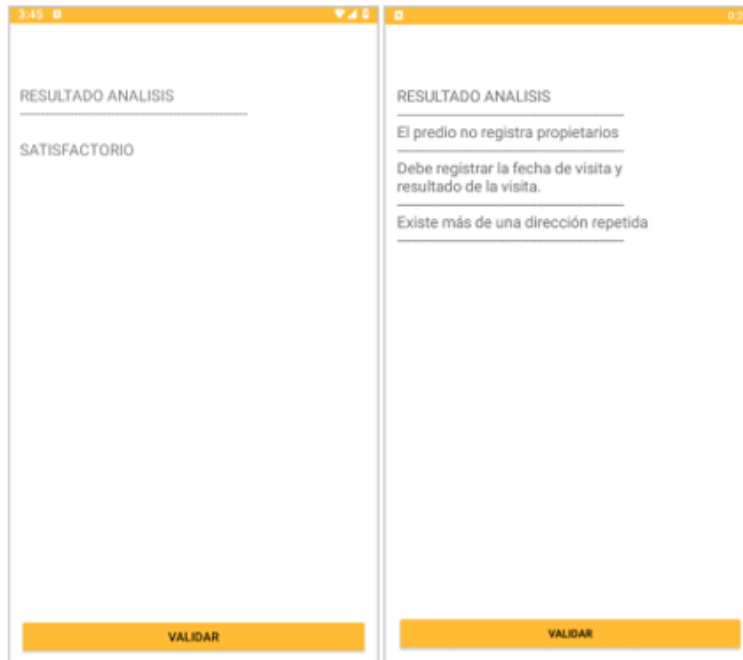 3:45
RESULTADO ANALISIS
SATISFACTORIO
VALIDAR
RESULTADO ANALISIS
El predio no registra propietarios
Debe registrar la fecha de visita y
resultado de la visita.
Existe más de una dirección repetida
VALIDAR